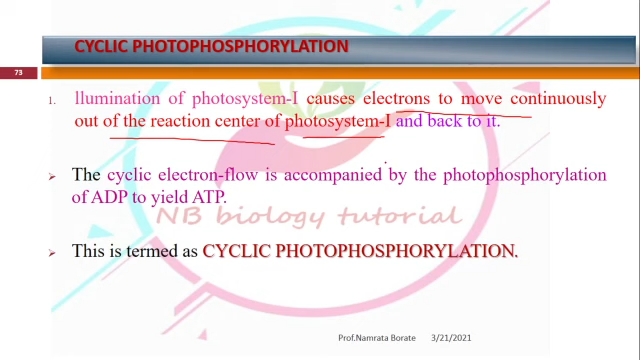 CYCLIC PHOTOPHOSPHORYLATION
73
1. llumination of photosystem-I causes electrons to move continuously
out of the reaction center of photosystem-I and back to it.
➢ The cyclic electron-flow is accompanied by the photophosphorylation
of ADP to yield ATP.
NB biology tutorial
➢ This is termed as CYCLIC PHOTOPHOSPHORYLATION.
Prof.Namrata Borate 3/21/2021